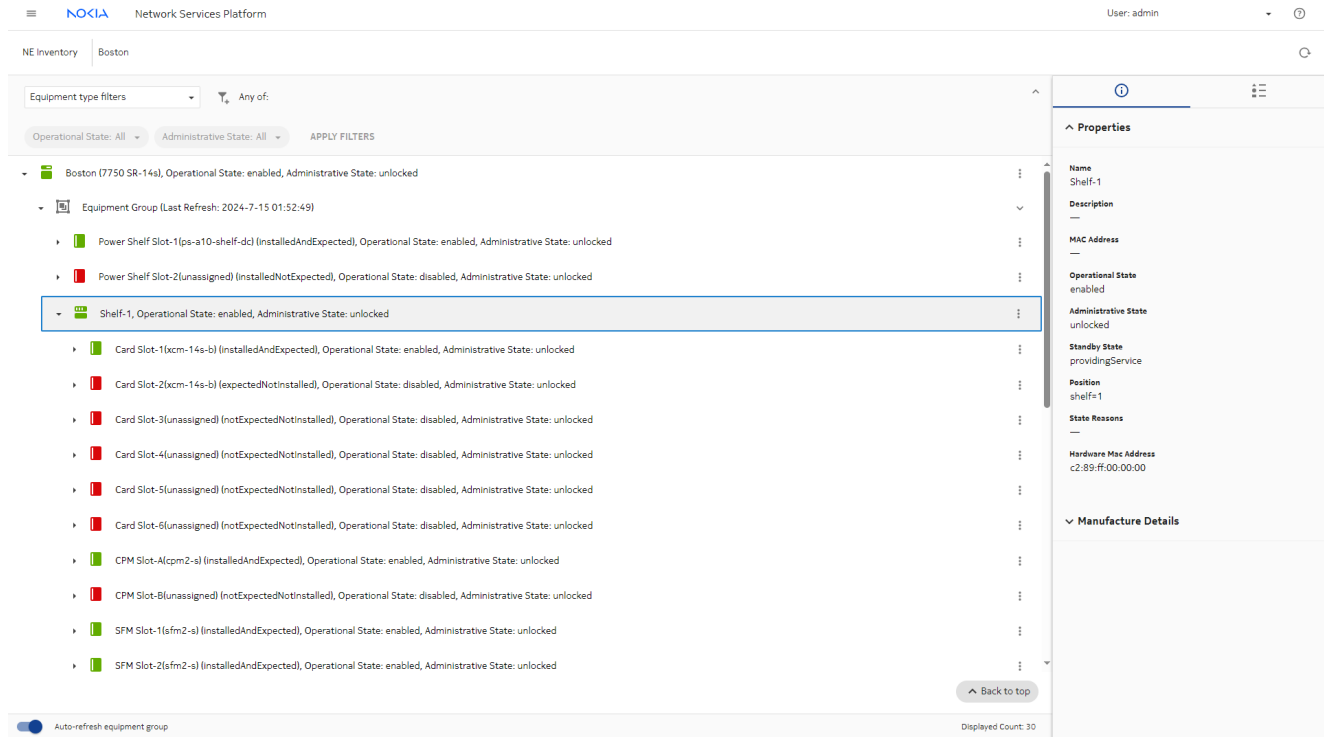 NOKIA Network Services Platform User: admin
NE Inventory Boston
Equipment type filters Any of:
Operational State: All Administrative State: All APPLY FILTERS
Boston (7750 SR-14s), Operational State: enabled, Administrative State: unlocked
Equipment Group (Last Refresh: 2024-7-15 01:52:49)
Power Shelf Slot-1(ps-a10-shelf-dc) (installedAndExpected), Operational State: enabled, Administrative State: unlocked
Power Shelf Slot-2(unassigned) (installedNotExpected), Operational State: disabled, Administrative State: unlocked
Shelf-1, Operational State: enabled, Administrative State: unlocked
Card Slot-1(xcm-14s-b) (installedAndExpected), Operational State: enabled, Administrative State: unlocked
Card Slot-2(xcm-14s-b) (expectedNotInstalled), Operational State: disabled, Administrative State: unlocked
Card Slot-3(unassigned) (notExpectedNotInstalled), Operational State: disabled, Administrative State: unlocked
Card Slot-4(unassigned) (notExpectedNotInstalled), Operational State: disabled, Administrative State: unlocked
Card Slot-5(unassigned) (notExpectedNotInstalled), Operational State: disabled, Administrative State: unlocked
Card Slot-6(unassigned) (notExpectedNotInstalled), Operational State: disabled, Administrative State: unlocked
CPM Slot-A(cpm2-s) (installedAndExpected), Operational State: enabled, Administrative State: unlocked
CPM Slot-B(unassigned) (notExpectedNotInstalled), Operational State: disabled, Administrative State: unlocked
SFM Slot-1(sfm2-s) (installedAndExpected), Operational State: enabled, Administrative State: unlocked
SFM Slot-2(sfm2-s) (installedAndExpected), Operational State: enabled, Administrative State: unlocked
Back to top
Auto-refresh equipment group Displayed Count: 30
Properties
Name
Shelf-1
Description
—
MAC Address
—
Operational State
enabled
Administrative State
unlocked
Standby State
providingService
Position
shelf=1
State Reasons
—
Hardware Mac Address
c2:89:ff:00:00:00
Manufacture Details